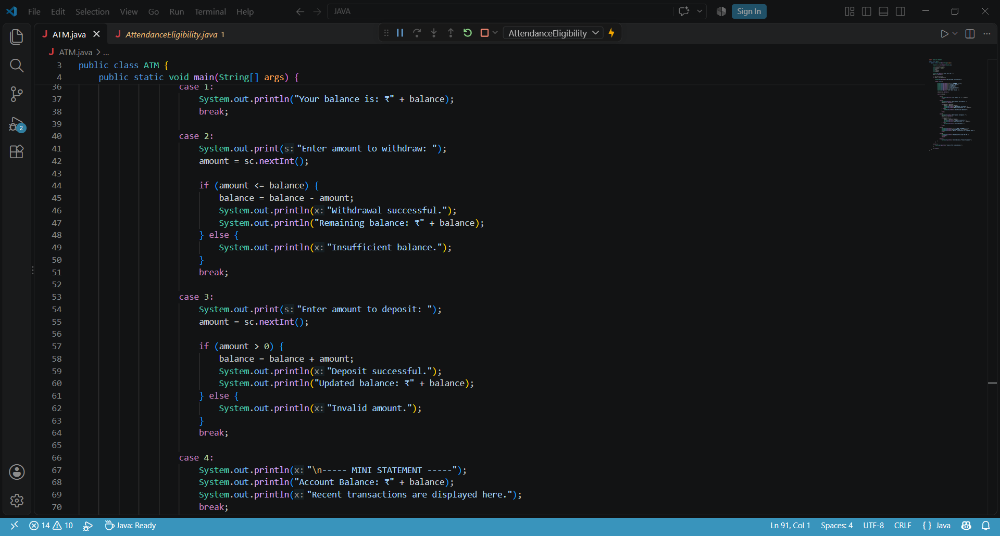 File Edit Selection View Go Run Terminal Help JAVA Sign In
ATM.java AttendanceEligibility.java 1 AttendanceEligibility
ATM.java > ...
3 public class ATM {
4 public static void main(String[] args) {
36 case 1:
37 System.out.println("Your balance is: ₹" + balance);
38 break;
39
40 case 2:
41 System.out.print(s: "Enter amount to withdraw: ");
42 amount = sc.nextInt();
43
44 if (amount <= balance) {
45 balance = balance - amount;
46 System.out.println(x: "Withdrawal successful.");
47 System.out.println("Remaining balance: ₹" + balance);
48 } else {
49 System.out.println(x: "Insufficient balance.");
50 }
51 break;
52
53 case 3:
54 System.out.print(s: "Enter amount to deposit: ");
55 amount = sc.nextInt();
56
57 if (amount > 0) {
58 balance = balance + amount;
59 System.out.println(x: "Deposit successful.");
60 System.out.println("Updated balance: ₹" + balance);
61 } else {
62 System.out.println(x: "Invalid amount.");
63 }
64 break;
65
66 case 4:
67 System.out.println(x: "\n----- MINI STATEMENT -----");
68 System.out.println("Account Balance: ₹" + balance);
69 System.out.println(x: "Recent transactions are displayed here.");
70 break;
2
14 10 Java: Ready Ln 91, Col 1 Spaces: 4 UTF-8 CRLF { } Java